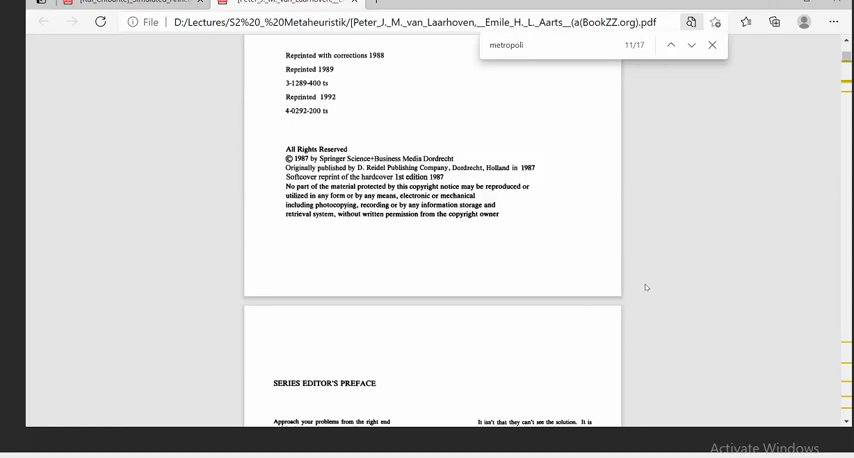 File
D:/Lectures/S2%20_%20Metaheuristik/[Peter_J._M._van_Laarhoven,__Emile_H._L._Aarts__(a(BookZZ.org).pdf
metropoli
11/17
Reprinted with corrections 1988
Reprinted 1989
3-1289-400 ts
Reprinted 1992
4-0292-200 ts
All Rights Reserved
© 1987 by Springer Science+Business Media Dordrecht
Originally published by D. Reidel Publishing Company, Dordrecht, Holland in 1987
Softcover reprint of the hardcover 1st edition 1987
No part of the material protected by this copyright notice may be reproduced or
utilized in any form or by any means, electronic or mechanical
including photocopying, recording or by any information storage and
retrieval system, without written permission from the copyright owner
SERIES EDITOR'S PREFACE
Approach your problems from the right end
It isn't that they can't see the solution. It is
Activate Windows